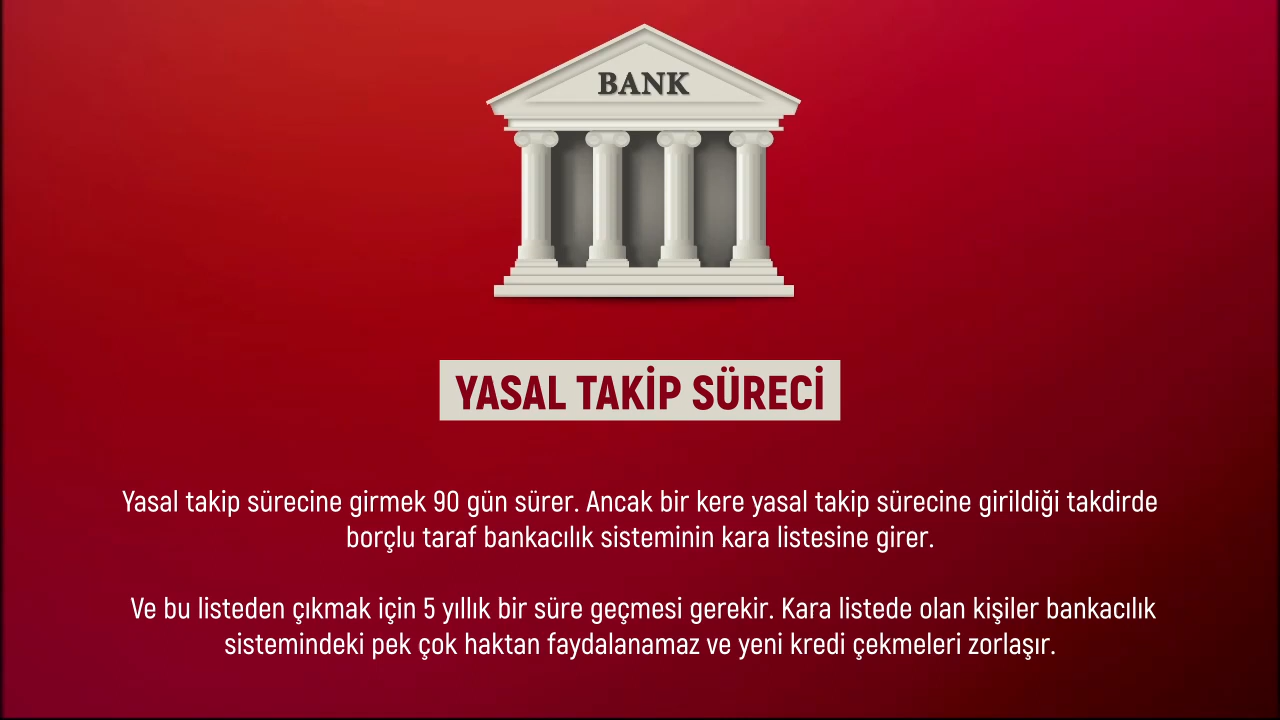 BANK
YASAL TAKİP SÜRECİ
Yasal takip sürecine girmek 90 gün sürer. Ancak bir kere yasal takip sürecine girildiği takdirde
borçlu taraf bankacılık sisteminin kara listesine girer.
Ve bu listeden çıkmak için 5 yıllık bir süre geçmesi gerekir. Kara listede olan kişiler bankacılık
sistemindeki pek çok haktan faydalanamaz ve yeni kredi çekmeleri zorlaşır.